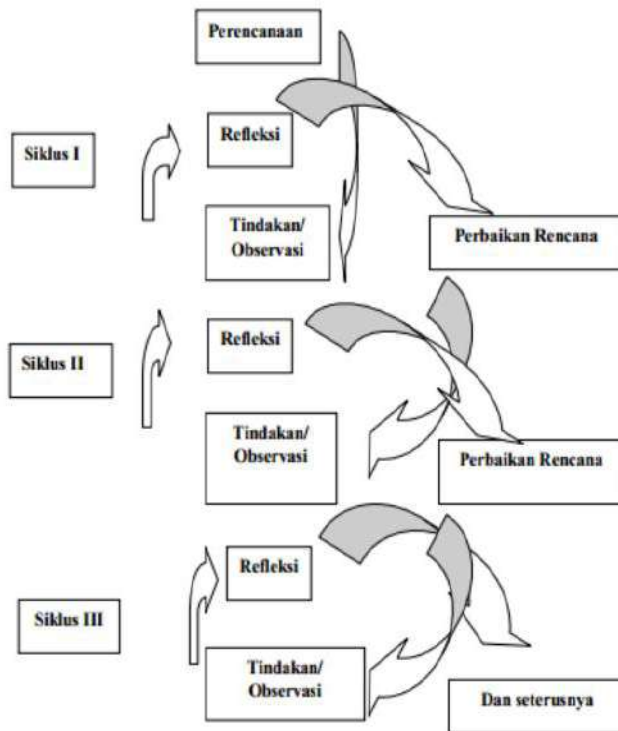 Perencanaan
Siklus I
Refleksi
Tindakan/
Observasi
Perbaikan Rencana
Siklus II
Refleksi
Tindakan/
Observasi
Perbaikan Rencana
Siklus III
Refleksi
Tindakan/
Observasi
Dan seterusnya